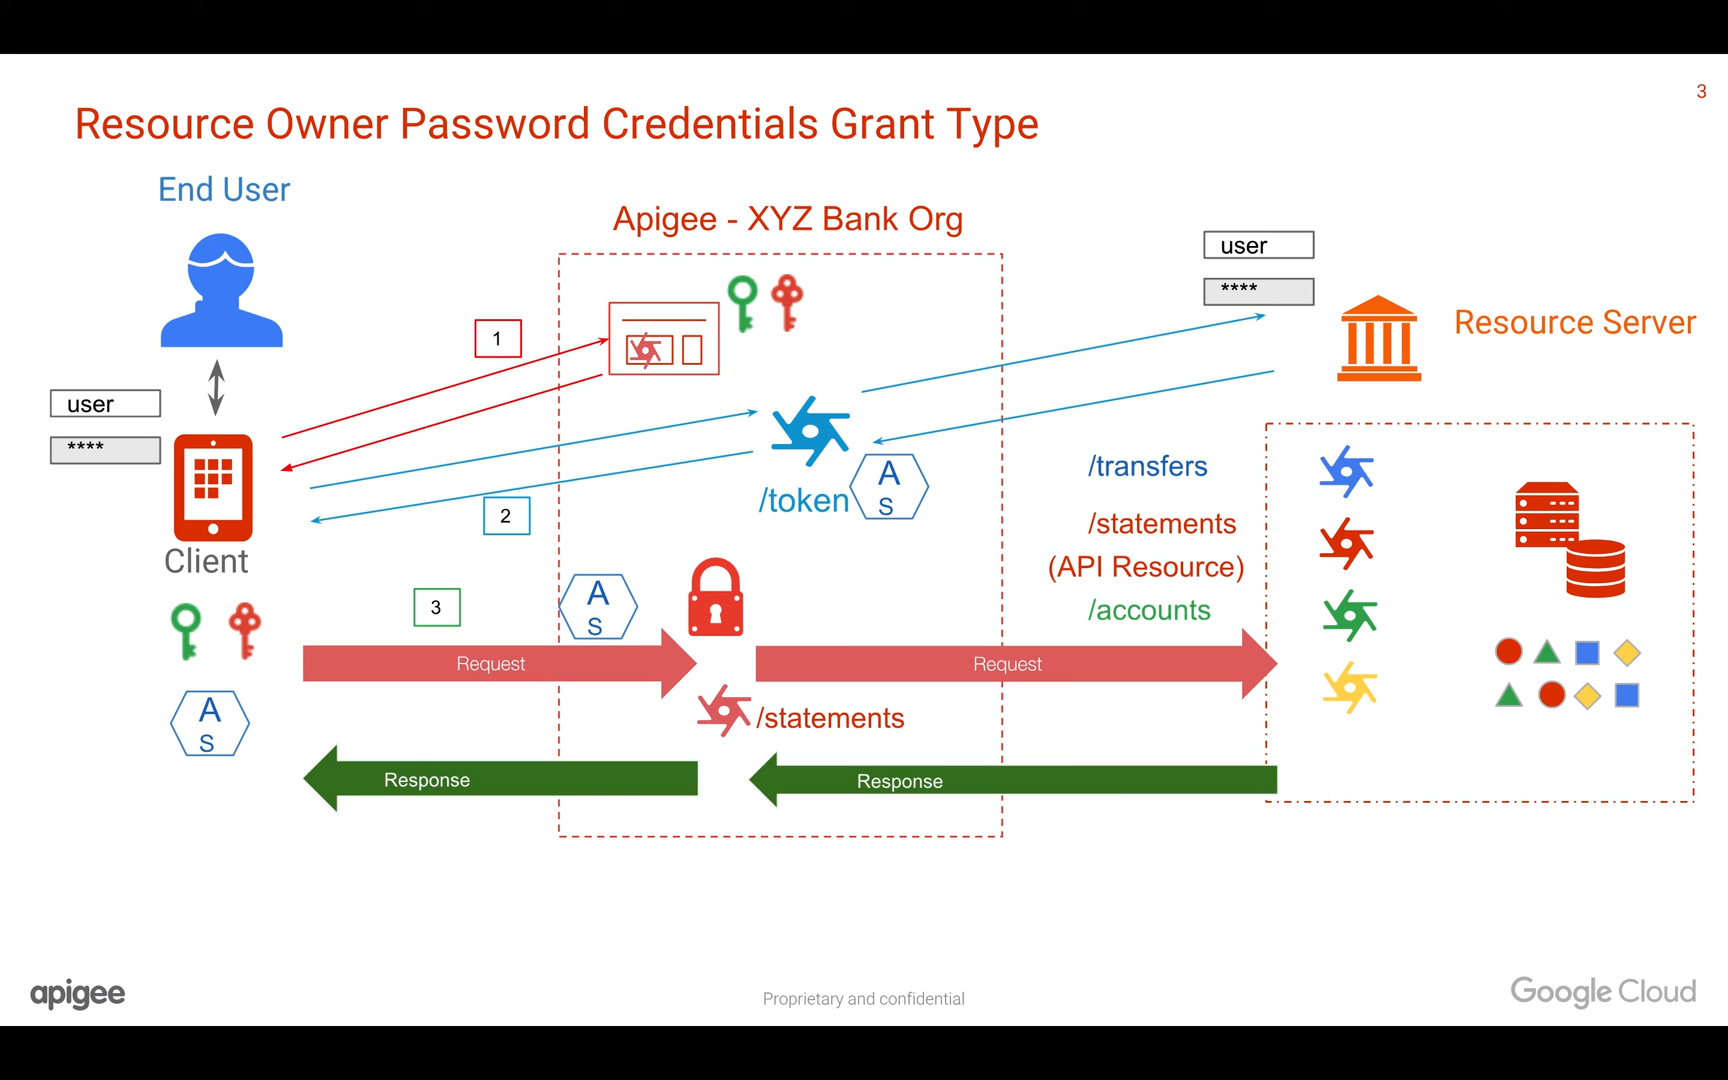 3
Resource Owner Password Credentials Grant Type
End User
Apigee - XYZ Bank Org
user
****
Resource Server
1
user
****
/transfers
/token
A
S
2
/statements
(API Resource)
Client
/accounts
3
A
S
Request
Request
A
S
/statements
Response
Response
apigee
Proprietary and confidential
Google Cloud